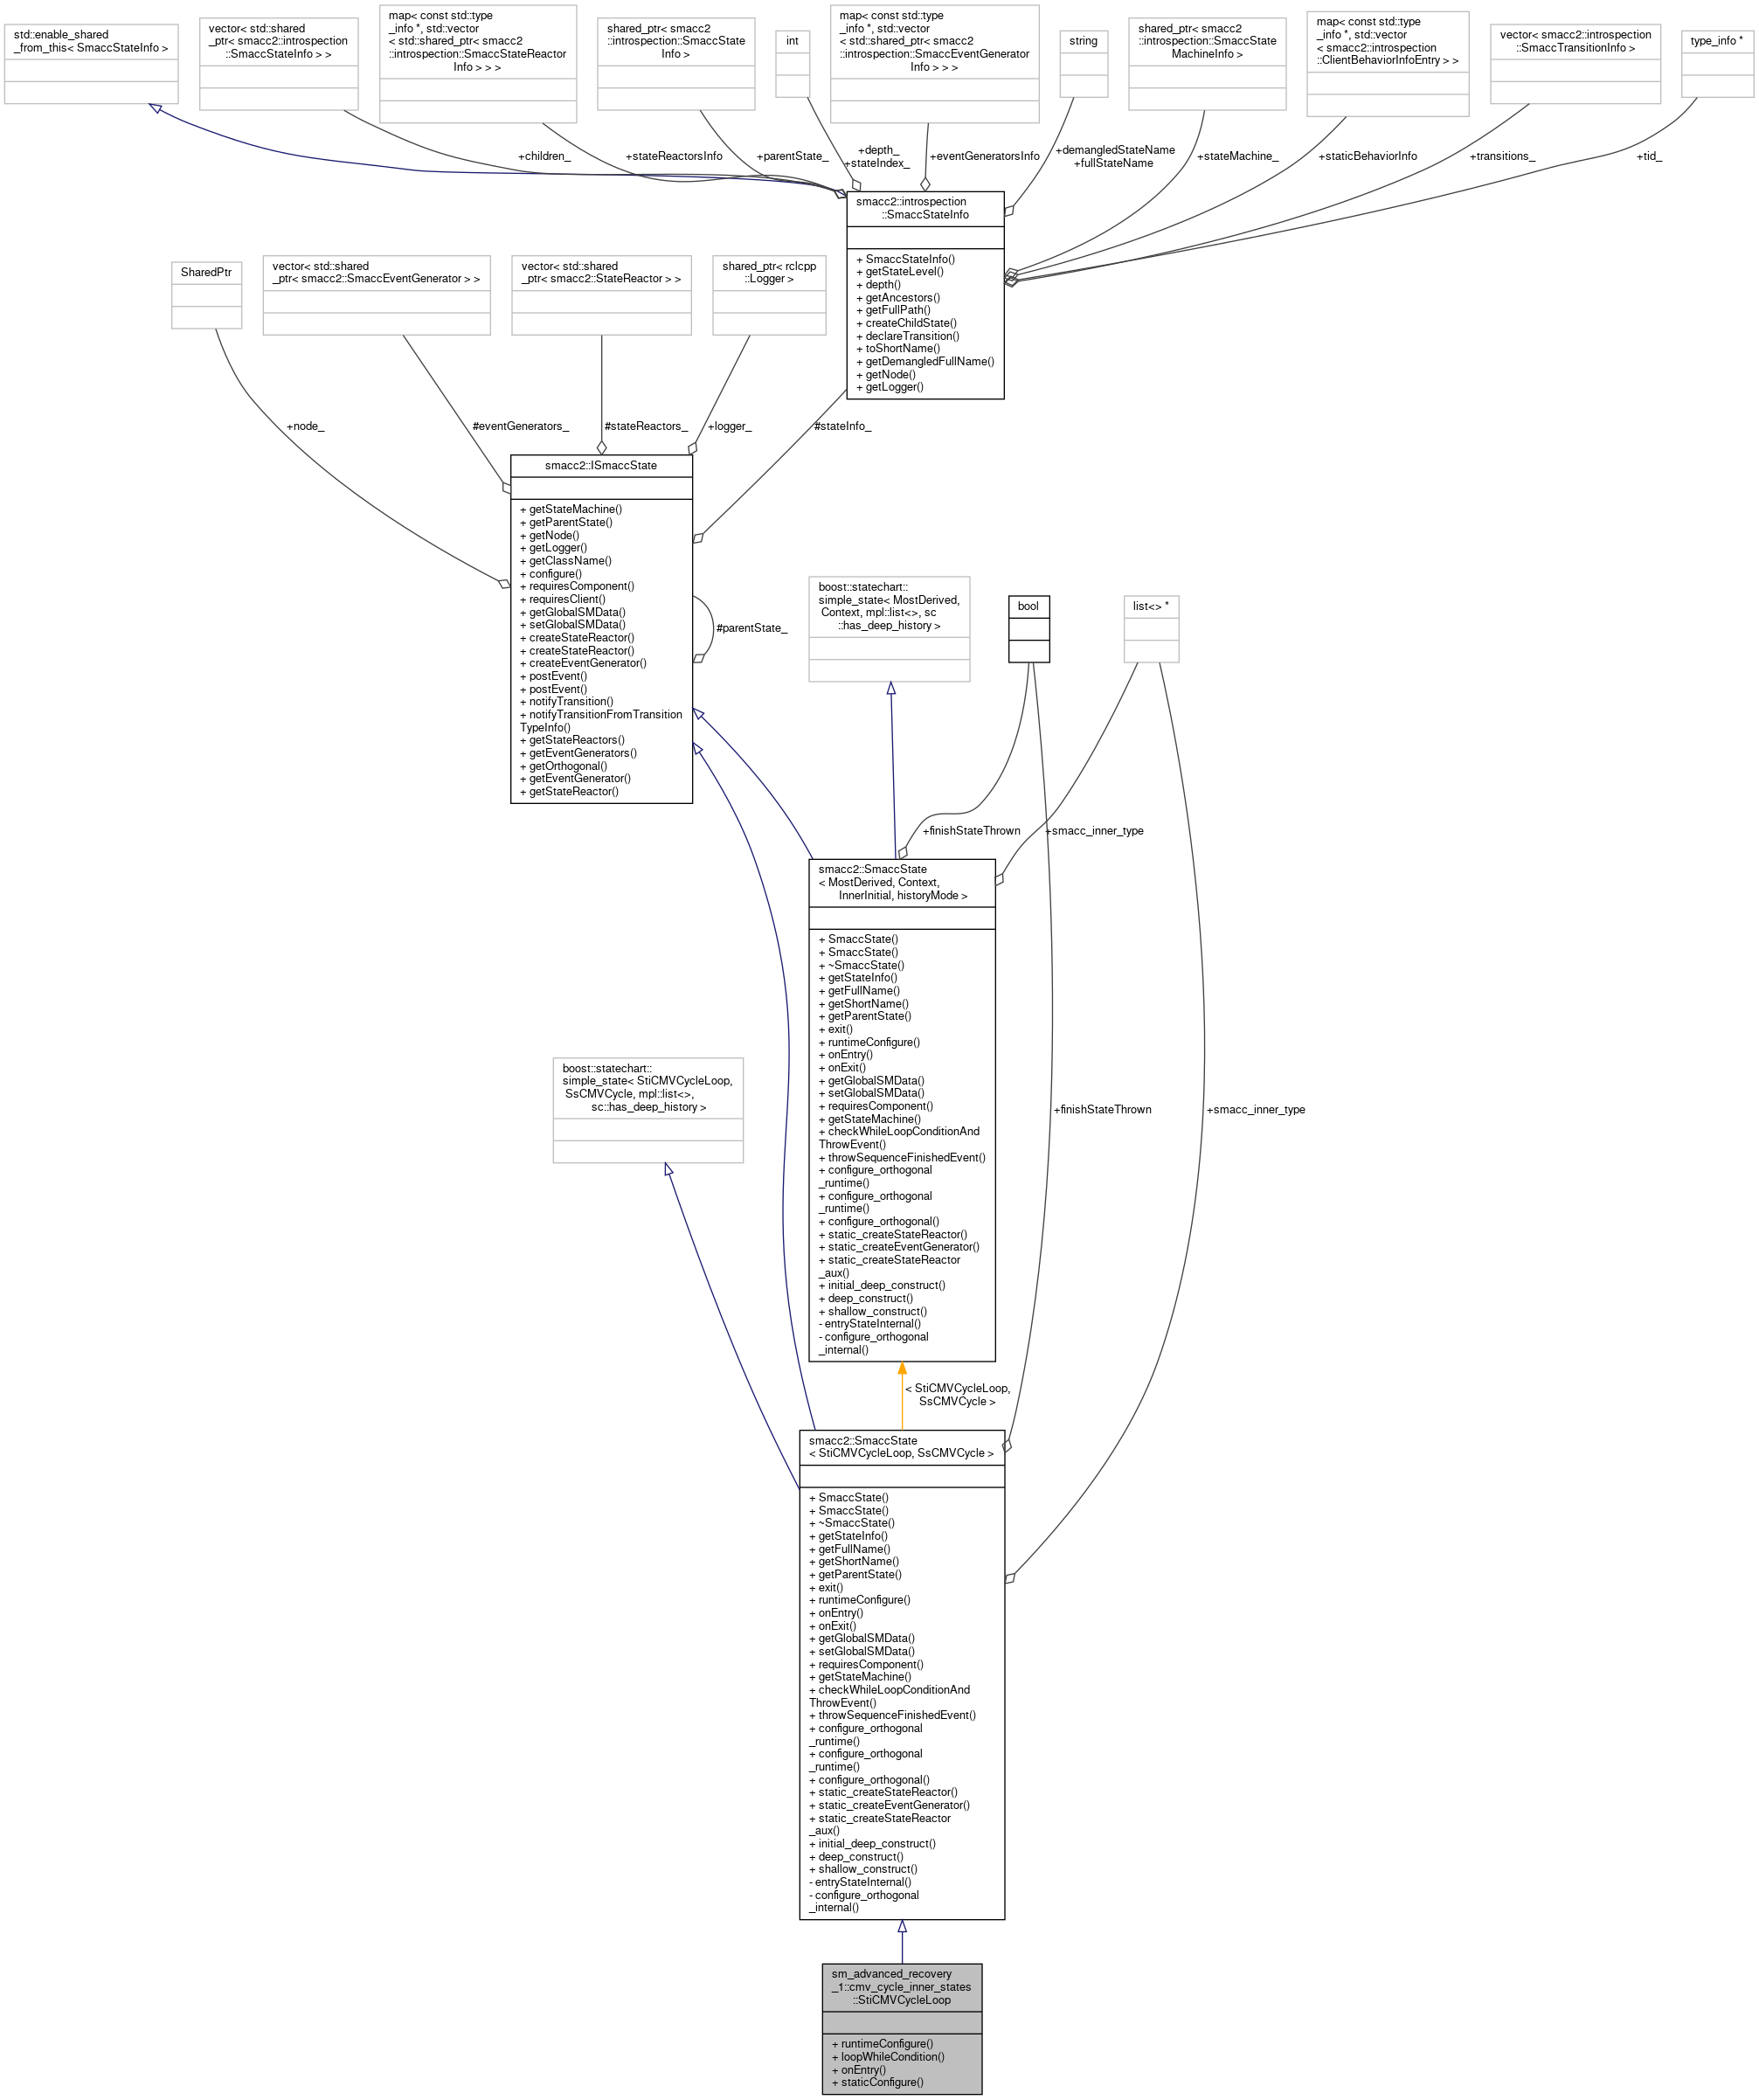 std::enable_shared
_from_this< SmaccStateInfo >
vector< std::shared
_ptr< smacc2::introspection
::SmaccStateInfo > >
map< const std::type
_info *, std::vector
< std::shared_ptr< smacc2
::introspection::SmaccStateReactor
Info > > >
shared_ptr< smacc2
::introspection::SmaccState
Info >
int
map< const std::type
_info *, std::vector
< std::shared_ptr< smacc2
::introspection::SmaccEventGenerator
Info > > >
string
shared_ptr< smacc2
::introspection::SmaccState
MachineInfo >
map< const std::type
_info *, std::vector
< smacc2::introspection
::ClientBehaviorInfoEntry > >
vector< smacc2::introspection
::SmaccTransitionInfo >
type_info *
+children_
+stateReactorsInfo
+parentState_
+depth_
+stateIndex_
+eventGeneratorsInfo
+demangledStateName
+fullStateName
+stateMachine_
+staticBehaviorInfo
+transitions_
+tid_
smacc2::introspection
::SmaccStateInfo
+ SmaccStateInfo()
+ getStateLevel()
+ depth()
+ getAncestors()
+ getFullPath()
+ createChildState()
+ declareTransition()
+ toShortName()
+ getDemangledFullName()
+ getNode()
+ getLogger()
SharedPtr
vector< std::shared
_ptr< smacc2::SmaccEventGenerator > >
vector< std::shared
_ptr< smacc2::StateReactor > >
shared_ptr< rclcpp
::Logger >
+node_
#eventGenerators_
#stateReactors_
+logger_
#stateInfo_
smacc2::ISmaccState
+ getStateMachine()
+ getParentState()
+ getNode()
+ getLogger()
+ getClassName()
+ configure()
+ requiresComponent()
+ requiresClient()
+ getGlobalSMData()
+ setGlobalSMData()
+ createStateReactor()
+ createStateReactor()
+ createEventGenerator()
+ postEvent()
+ postEvent()
+ notifyTransition()
+ notifyTransitionFromTransition
TypeInfo()
+ getStateReactors()
+ getEventGenerators()
+ getOrthogonal()
+ getEventGenerator()
+ getStateReactor()
#parentState_
boost::statechart::
simple_state< MostDerived,
Context, mpl::list<>, sc
::has_deep_history >
bool
list<> *
+finishStateThrown
+smacc_inner_type
smacc2::SmaccState
< MostDerived, Context,
InnerInitial, historyMode >
+ SmaccState()
+ SmaccState()
+ ~SmaccState()
+ getStateInfo()
+ getFullName()
+ getShortName()
+ getParentState()
+ exit()
+ runtimeConfigure()
+ onEntry()
+ onExit()
+ getGlobalSMData()
+ setGlobalSMData()
+ requiresComponent()
+ getStateMachine()
+ checkWhileLoopConditionAnd
ThrowEvent()
+ throwSequenceFinishedEvent()
+ configure_orthogonal
_runtime()
+ configure_orthogonal
_runtime()
+ configure_orthogonal()
+ static_createStateReactor()
+ static_createEventGenerator()
+ static_createStateReactor
_aux()
+ initial_deep_construct()
+ deep_construct()
+ shallow_construct()
- entryStateInternal()
- configure_orthogonal
_internal()
boost::statechart::
simple_state< StiCMVCycleLoop,
SsCMVCycle, mpl::list<>,
sc::has_deep_history >
+finishStateThrown
+smacc_inner_type
< StiCMVCycleLoop,
SsCMVCycle >
smacc2::SmaccState
< StiCMVCycleLoop, SsCMVCycle >
+ SmaccState()
+ SmaccState()
+ ~SmaccState()
+ getStateInfo()
+ getFullName()
+ getShortName()
+ getParentState()
+ exit()
+ runtimeConfigure()
+ onEntry()
+ onExit()
+ getGlobalSMData()
+ setGlobalSMData()
+ requiresComponent()
+ getStateMachine()
+ checkWhileLoopConditionAnd
ThrowEvent()
+ throwSequenceFinishedEvent()
+ configure_orthogonal
_runtime()
+ configure_orthogonal
_runtime()
+ configure_orthogonal()
+ static_createStateReactor()
+ static_createEventGenerator()
+ static_createStateReactor
_aux()
+ initial_deep_construct()
+ deep_construct()
+ shallow_construct()
- entryStateInternal()
- configure_orthogonal
_internal()
sm_advanced_recovery
_1::cmv_cycle_inner_states
::StiCMVCycleLoop
+ runtimeConfigure()
+ loopWhileCondition()
+ onEntry()
+ staticConfigure()